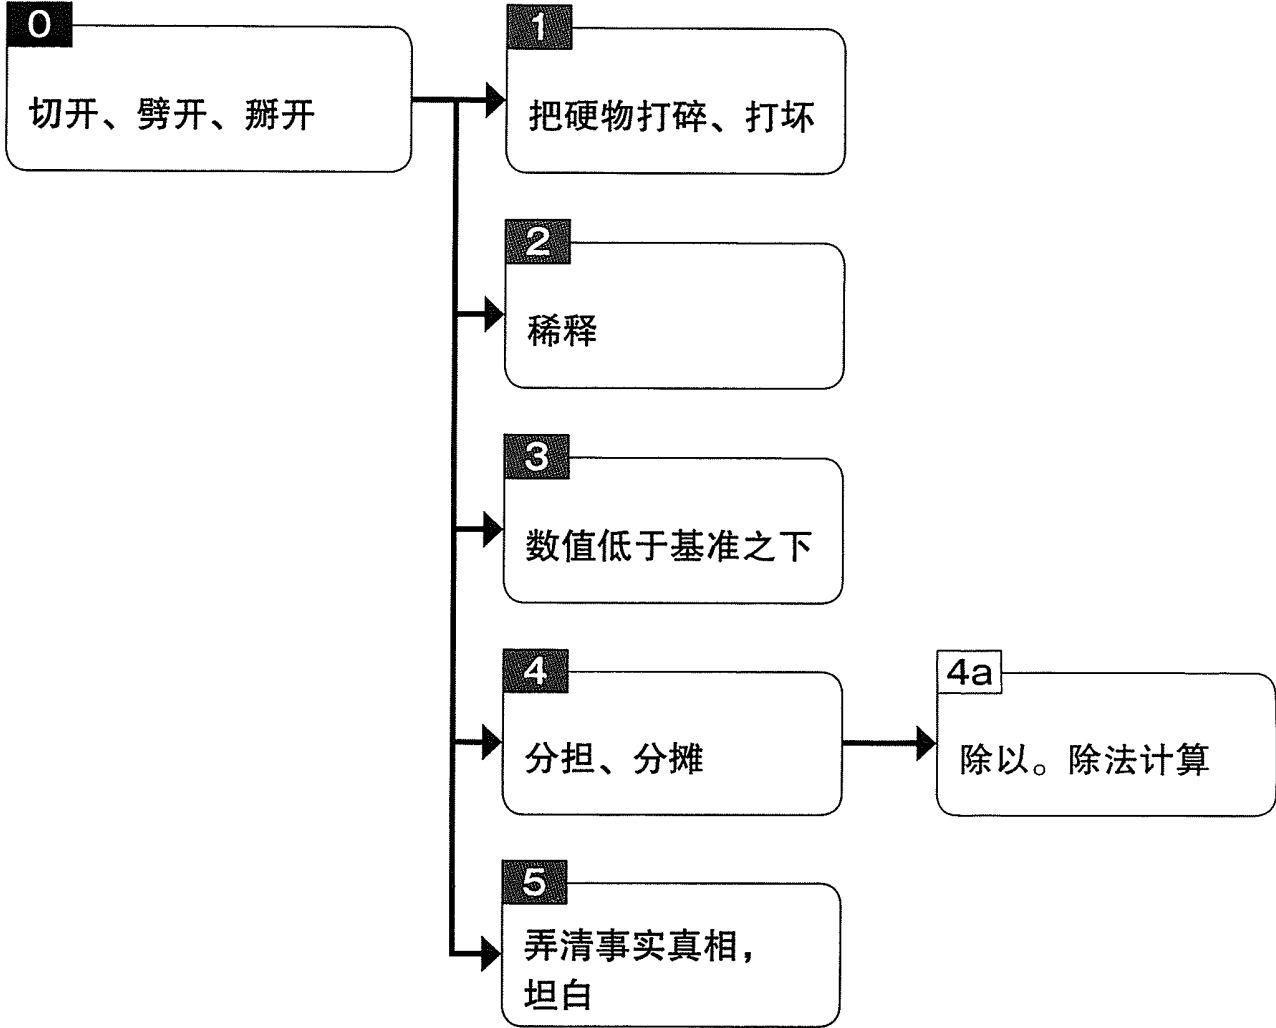 0
切开、劈开、掰开
1
把硬物打碎、打坏
2
稀释
3
数值低于基准之下
4
分担、分摊
4a
除以。除法计算
5
弄清事实真相，
坦白